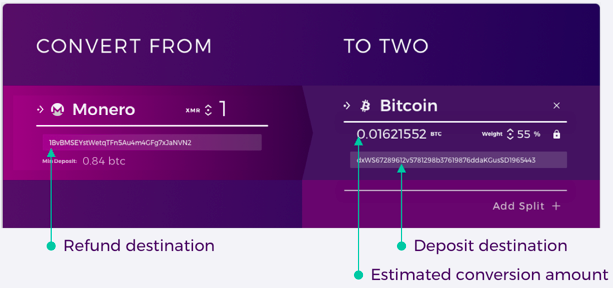 CONVERT FROM
TO TWO
Monero
XMR 1
1BvBMSEYstWetqTFn5Au4m4GFg7xJaNVN2
Min Deposit: 0.84 btc
Bitcoin
0.01621552 BTC Weight 55 %
dxWS67289612v5781298b37619876ddaKGusSD1965443
Add Split +
Refund destination
Deposit destination
Estimated conversion amount